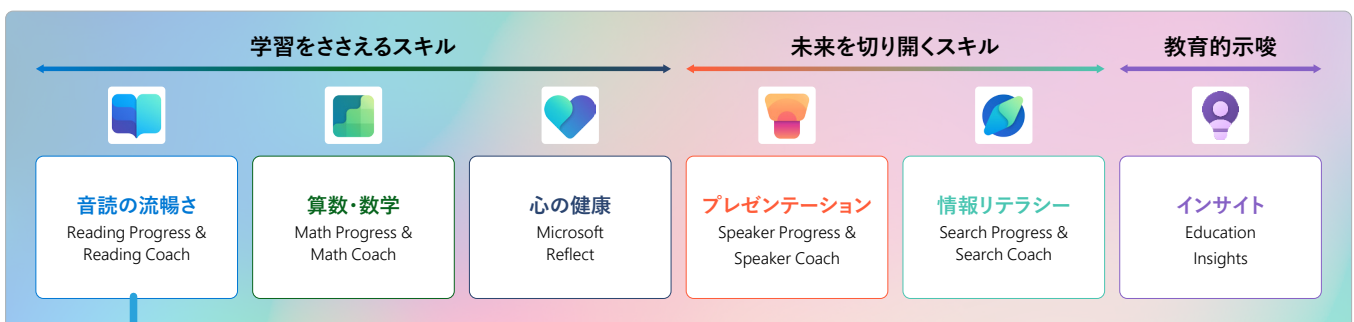 学習をささえるスキル
未来を切り開くスキル
教育的示唆
音読の流暢さ
Reading Progress &
Reading Coach
算数・数学
Math Progress &
Math Coach
心の健康
Microsoft
Reflect
プレゼンテーション
Speaker Progress &
Speaker Coach
情報リテラシー
Search Progress &
Search Coach
インサイト
Education
Insights